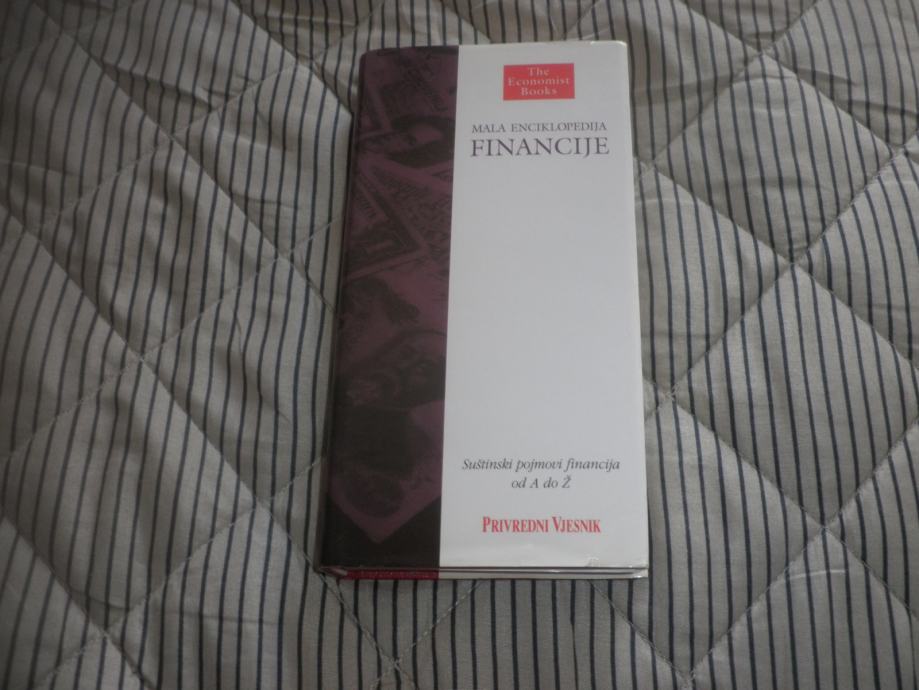 The
Economist
Books
MALA ENCIKLOPEDIJA
FINANCIJE
Suštinski pojmovi financija
od A do Ž
PRIVREDNI VJESNIK